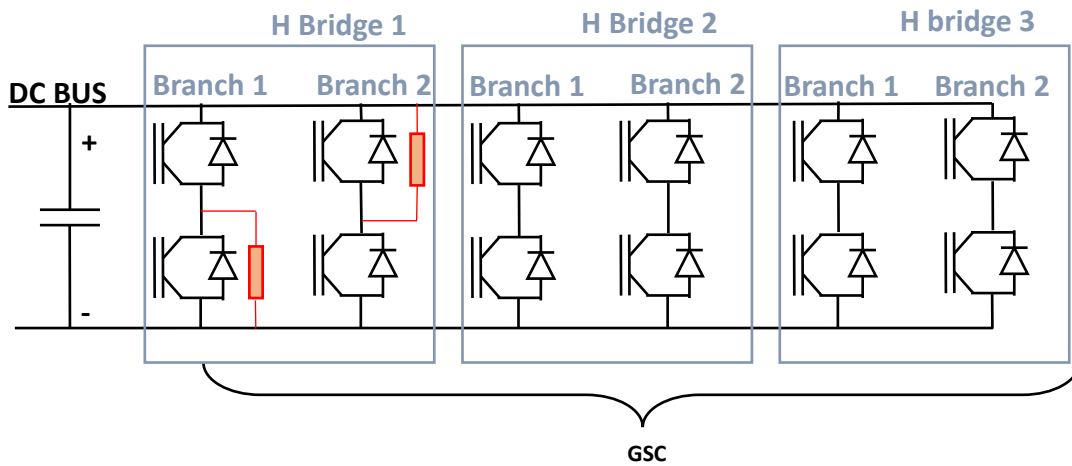 H Bridge 1
H Bridge 2
H bridge 3
Branch 1
Branch 2
Branch 1
Branch 2
Branch 1
Branch 2
DC BUS
+
-
GSC